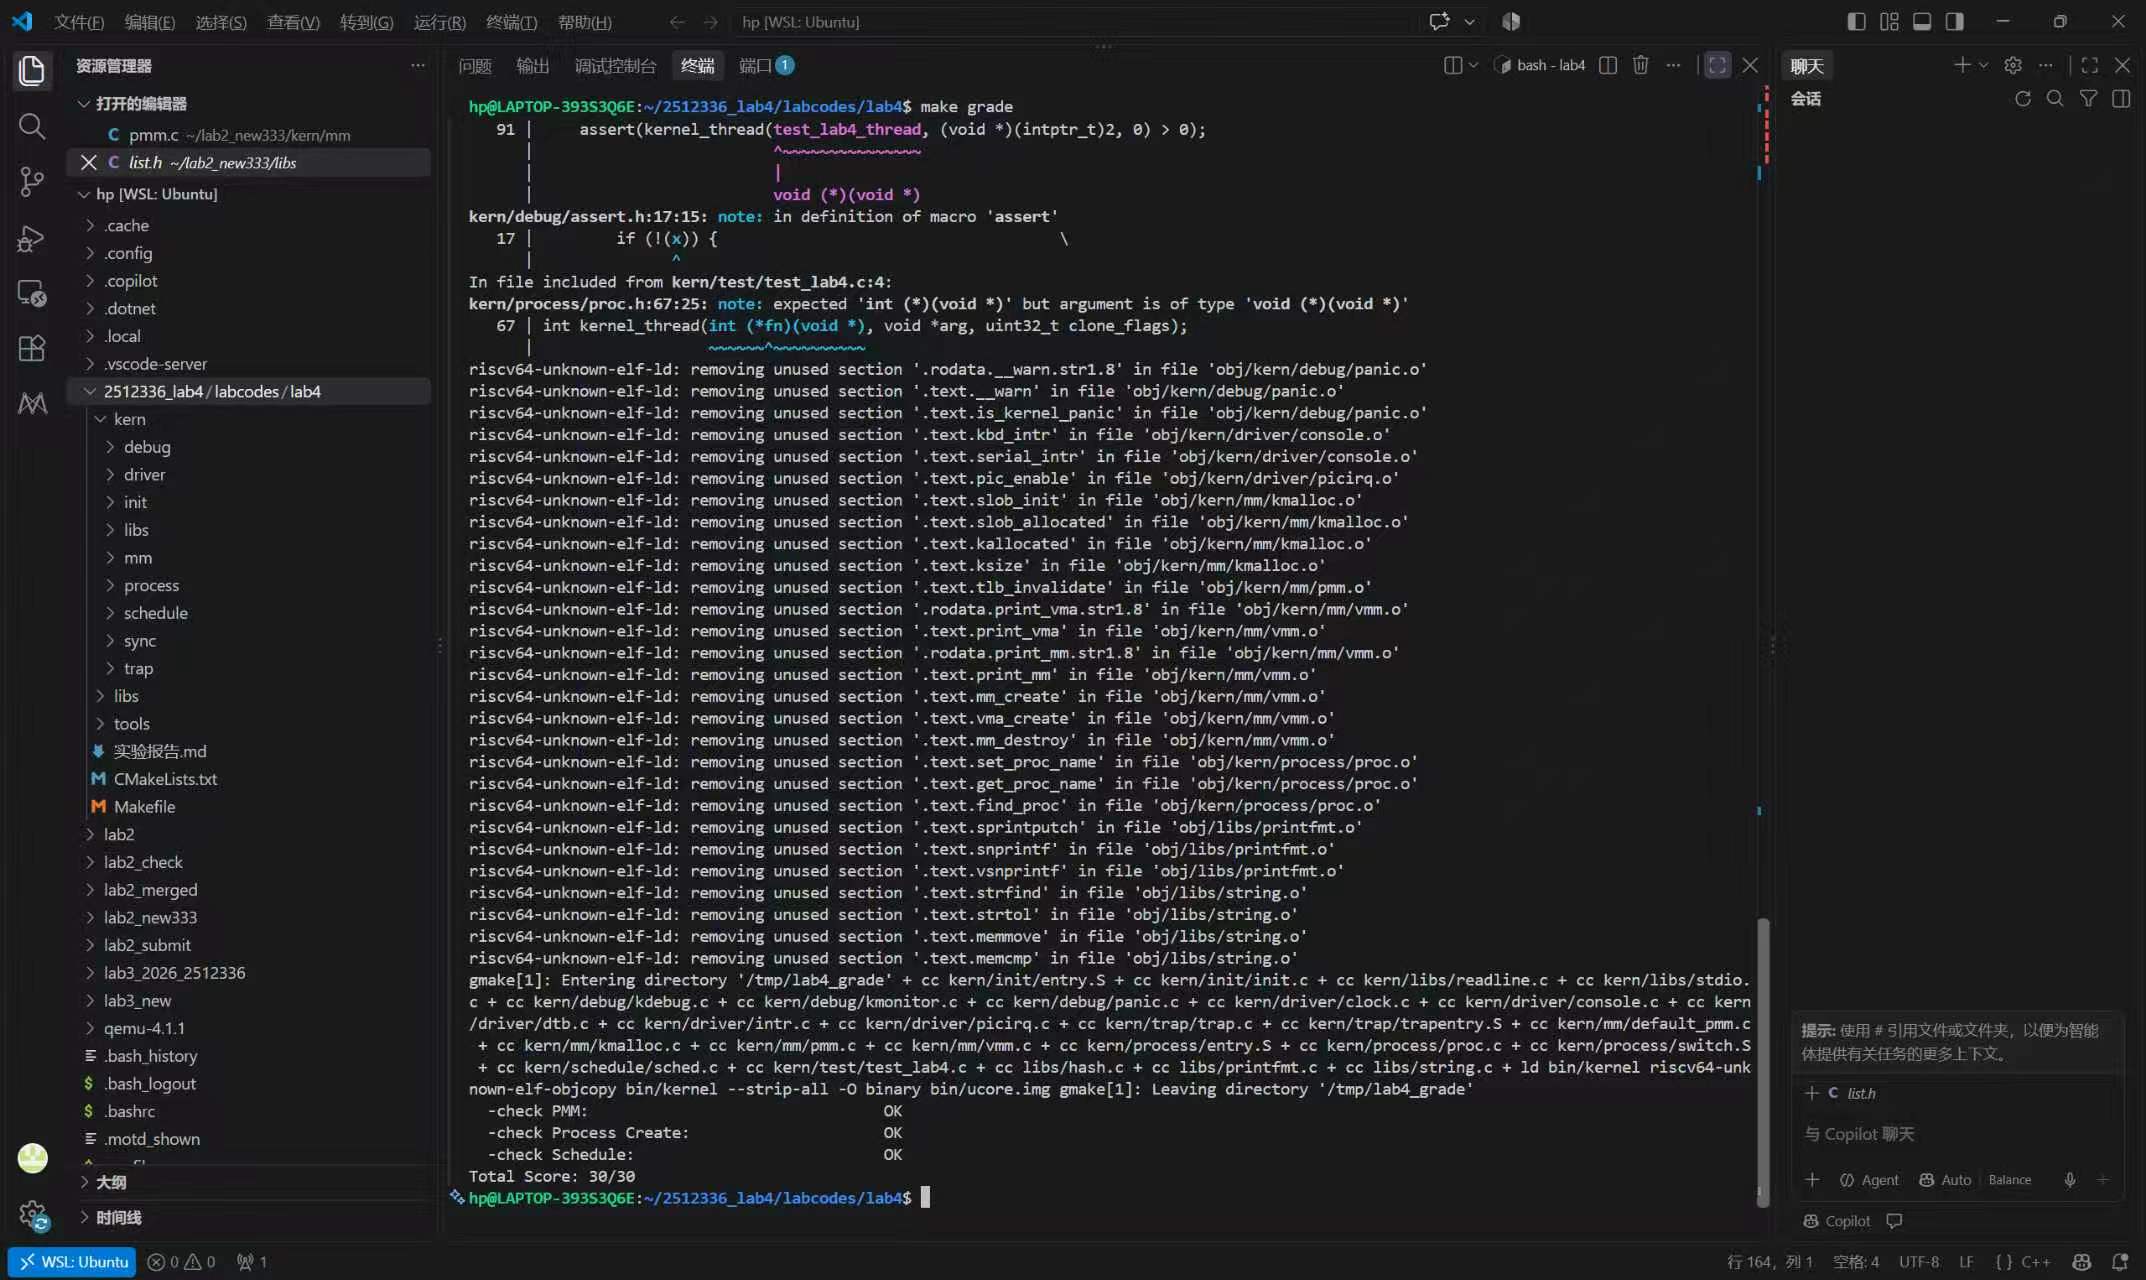 文件(F) 编辑(E) 选择(S) 查看(V) 转到(G) 运行(R) 终端(T) 帮助(H)
hp [WSL: Ubuntu]
资源管理器
打开的编辑器
C pmm.c ~/lab2_new333/kern/mm
C list.h ~/lab2_new333/libs
hp [WSL: Ubuntu]
.cache
.config
.copilot
.dotnet
.local
.vscode-server
2512336_lab4/labcodes/lab4
kern
debug
driver
init
libs
mm
process
schedule
sync
trap
libs
tools
实验报告.md
M CMakeLists.txt
M Makefile
lab2
lab2_check
lab2_merged
lab2_new333
lab2_submit
lab3_2026_2512336
lab3_new
qemu-4.1.1
.bash_history
$ .bash_logout
$ .bashrc
.motd_shown
大纲
时间线
问题 输出 调试控制台 终端 端口 1
bash - lab4
hp@LAPTOP-393S3Q6E:~/2512336_lab4/labcodes/lab4$ make grade
91 | assert(kernel_thread(test_lab4_thread, (void *)(intptr_t)2, 0) > 0);
| ^~~~~~~~~~~~~~~~
| |
| void (*)(void *)
kern/debug/assert.h:17:15: note: in definition of macro 'assert'
17 | if (!(x)) { \
| ^
In file included from kern/test/test_lab4.c:4:
kern/process/proc.h:67:25: note: expected 'int (*)(void *)' but argument is of type 'void (*)(void *)'
67 | int kernel_thread(int (*fn)(void *), void *arg, uint32_t clone_flags);
| ~~~~~~^~~~~~~~~~~
riscv64-unknown-elf-ld: removing unused section '.rodata.__warn.str1.8' in file 'obj/kern/debug/panic.o'
riscv64-unknown-elf-ld: removing unused section '.text.__warn' in file 'obj/kern/debug/panic.o'
riscv64-unknown-elf-ld: removing unused section '.text.is_kernel_panic' in file 'obj/kern/debug/panic.o'
riscv64-unknown-elf-ld: removing unused section '.text.kbd_intr' in file 'obj/kern/driver/console.o'
riscv64-unknown-elf-ld: removing unused section '.text.serial_intr' in file 'obj/kern/driver/console.o'
riscv64-unknown-elf-ld: removing unused section '.text.pic_enable' in file 'obj/kern/driver/picirq.o'
riscv64-unknown-elf-ld: removing unused section '.text.slob_init' in file 'obj/kern/mm/kmalloc.o'
riscv64-unknown-elf-ld: removing unused section '.text.slob_allocated' in file 'obj/kern/mm/kmalloc.o'
riscv64-unknown-elf-ld: removing unused section '.text.kallocated' in file 'obj/kern/mm/kmalloc.o'
riscv64-unknown-elf-ld: removing unused section '.text.ksize' in file 'obj/kern/mm/kmalloc.o'
riscv64-unknown-elf-ld: removing unused section '.text.tlb_invalidate' in file 'obj/kern/mm/pmm.o'
riscv64-unknown-elf-ld: removing unused section '.rodata.print_vma.str1.8' in file 'obj/kern/mm/vmm.o'
riscv64-unknown-elf-ld: removing unused section '.text.print_vma' in file 'obj/kern/mm/vmm.o'
riscv64-unknown-elf-ld: removing unused section '.rodata.print_mm.str1.8' in file 'obj/kern/mm/vmm.o'
riscv64-unknown-elf-ld: removing unused section '.text.print_mm' in file 'obj/kern/mm/vmm.o'
riscv64-unknown-elf-ld: removing unused section '.text.mm_create' in file 'obj/kern/mm/vmm.o'
riscv64-unknown-elf-ld: removing unused section '.text.vma_create' in file 'obj/kern/mm/vmm.o'
riscv64-unknown-elf-ld: removing unused section '.text.mm_destroy' in file 'obj/kern/mm/vmm.o'
riscv64-unknown-elf-ld: removing unused section '.text.set_proc_name' in file 'obj/kern/process/proc.o'
riscv64-unknown-elf-ld: removing unused section '.text.get_proc_name' in file 'obj/kern/process/proc.o'
riscv64-unknown-elf-ld: removing unused section '.text.find_proc' in file 'obj/kern/process/proc.o'
riscv64-unknown-elf-ld: removing unused section '.text.sprintputch' in file 'obj/libs/printfmt.o'
riscv64-unknown-elf-ld: removing unused section '.text.snprintf' in file 'obj/libs/printfmt.o'
riscv64-unknown-elf-ld: removing unused section '.text.vsnprintf' in file 'obj/libs/printfmt.o'
riscv64-unknown-elf-ld: removing unused section '.text.strfind' in file 'obj/libs/string.o'
riscv64-unknown-elf-ld: removing unused section '.text.strtol' in file 'obj/libs/string.o'
riscv64-unknown-elf-ld: removing unused section '.text.memmove' in file 'obj/libs/string.o'
riscv64-unknown-elf-ld: removing unused section '.text.memcmp' in file 'obj/libs/string.o'
gmake[1]: Entering directory '/tmp/lab4_grade' + cc kern/init/entry.S + cc kern/init/init.c + cc kern/libs/readline.c + cc kern/libs/stdio.
c + cc kern/debug/kdebug.c + cc kern/debug/kmonitor.c + cc kern/debug/panic.c + cc kern/driver/clock.c + cc kern/driver/console.c + cc kern
/driver/dtb.c + cc kern/driver/intr.c + cc kern/driver/picirq.c + cc kern/trap/trap.c + cc kern/trap/trapentry.S + cc kern/mm/default_pmm.c
+ cc kern/mm/kmalloc.c + cc kern/mm/pmm.c + cc kern/mm/vmm.c + cc kern/process/entry.S + cc kern/process/proc.c + cc kern/process/switch.S
+ cc kern/schedule/sched.c + cc kern/test/test_lab4.c + cc libs/hash.c + cc libs/printfmt.c + cc libs/string.c + ld bin/kernel riscv64-unk
nown-elf-objcopy bin/kernel --strip-all -O binary bin/ucore.img gmake[1]: Leaving directory '/tmp/lab4_grade'
-check PMM: OK
-check Process Create: OK
-check Schedule: OK
Total Score: 30/30
hp@LAPTOP-393S3Q6E:~/2512336_lab4/labcodes/lab4$
聊天
会话
提示: 使用 # 引用文件或文件夹，以便为智能
体提供有关任务的更多上下文。
+ C list.h
与 Copilot 聊天
+ Agent Auto Balance
Copilot
WSL: Ubuntu 0 0 1
行 164，列 1 空格: 4 UTF-8 LF { } C++